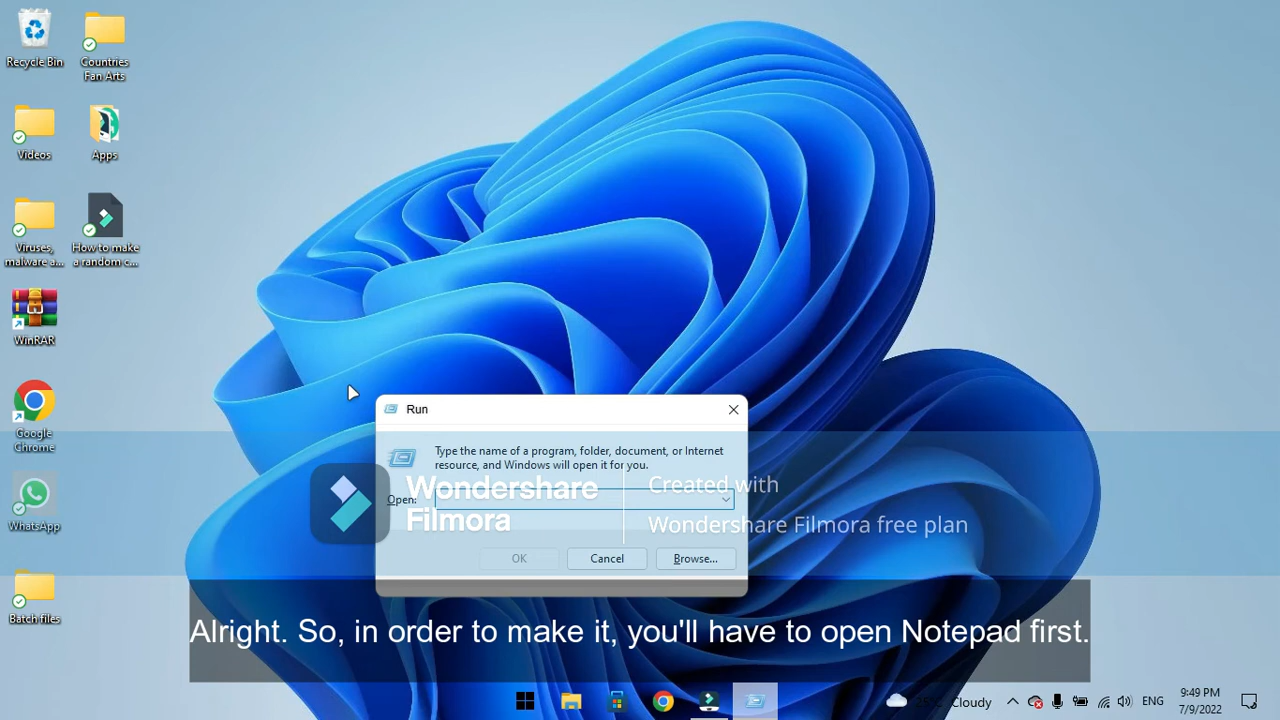 Recycle Bin
Countries
Fan Arts
Videos
Apps
Viruses,
malware a...
How to make
a random c...
WinRAR
Google
Chrome
WhatsApp
Batch files
Run
Type the name of a program, folder, document, or Internet
resource, and Windows will open it for you.
Open:
OK
Cancel
Browse...
Wondershare
Filmora
Created with
Wondershare Filmora free plan
Alright. So, in order to make it, you'll have to open Notepad first.
Cloudy
ENG
9:49 PM
7/9/2022